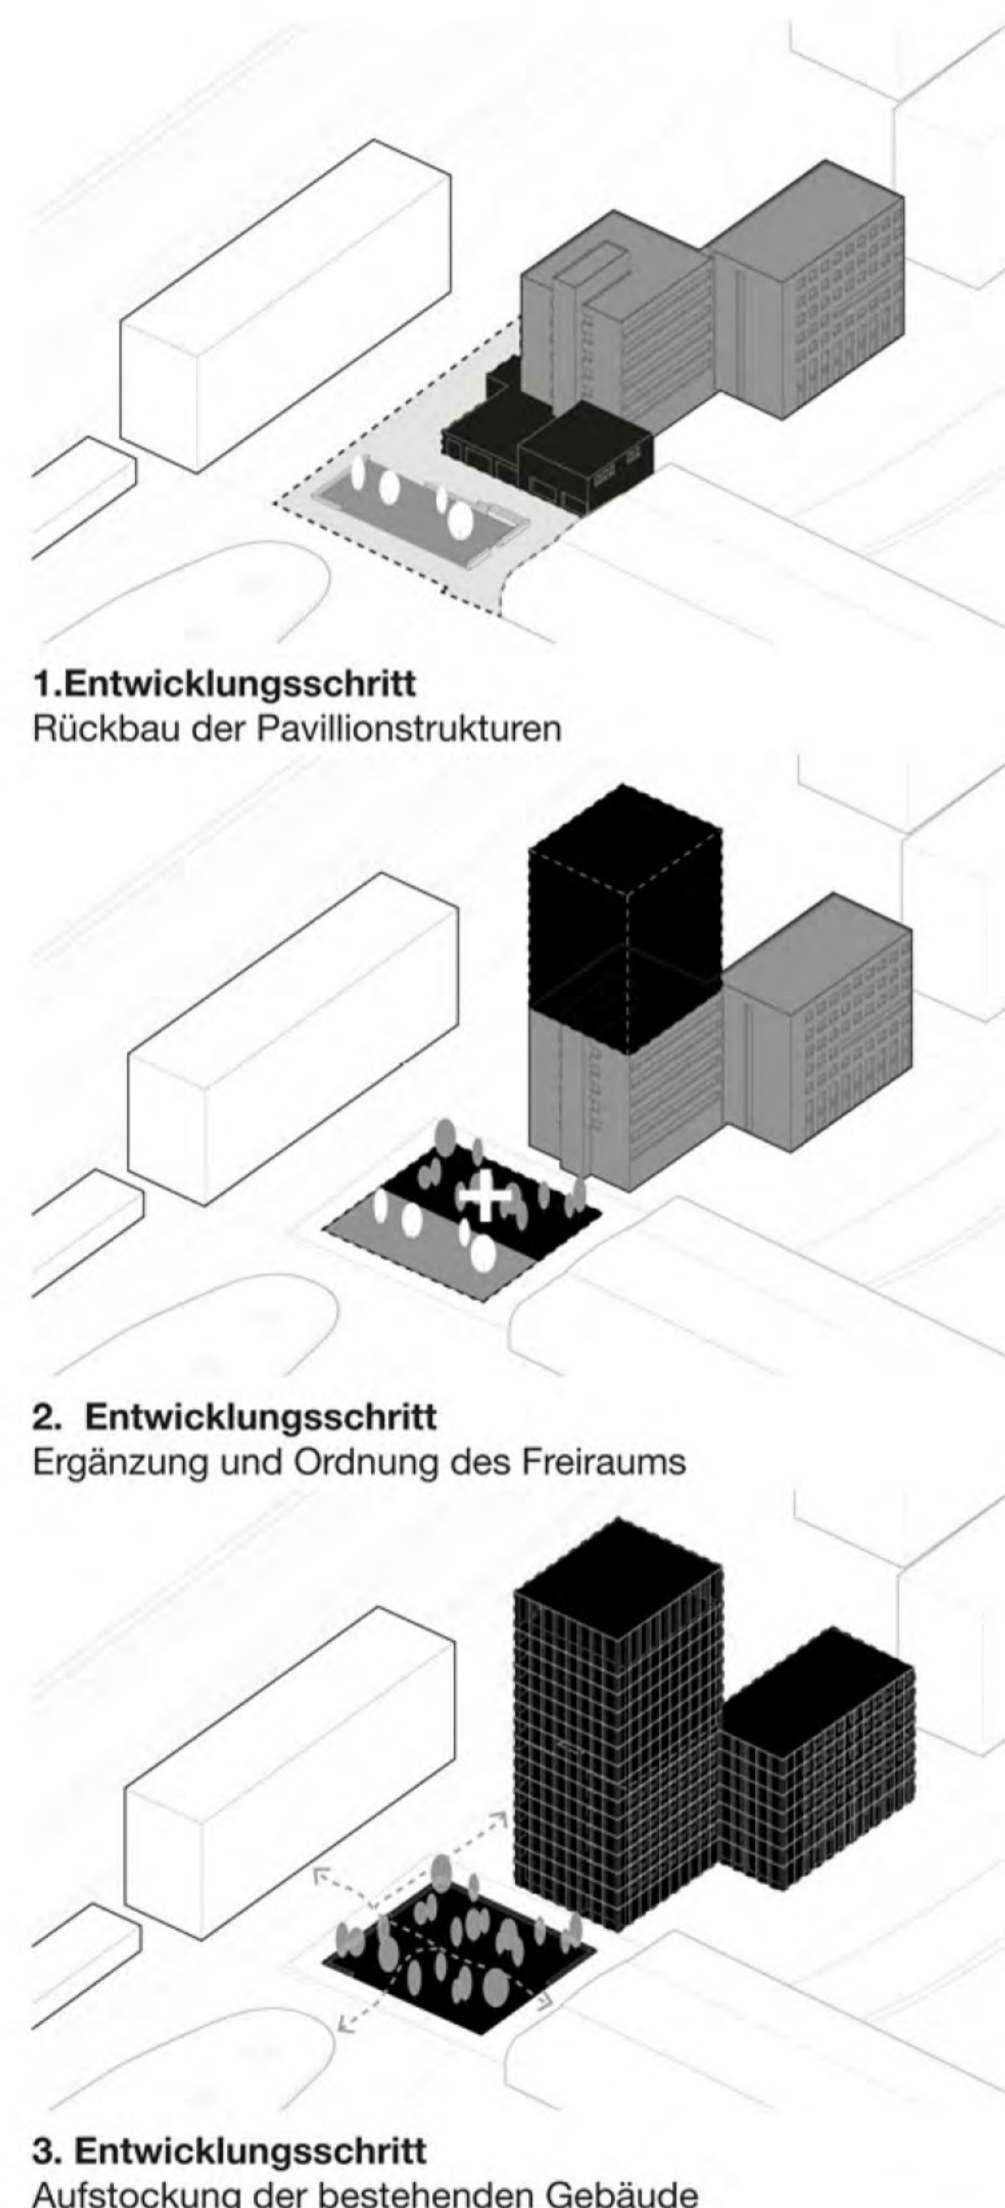 1.Entwicklungsschritt
Rückbau der Pavillionstrukturen
2. Entwicklungsschritt
Ergänzung und Ordnung des Freiraums
3. Entwicklungsschritt
Aufstockung der bestehenden Gebäude